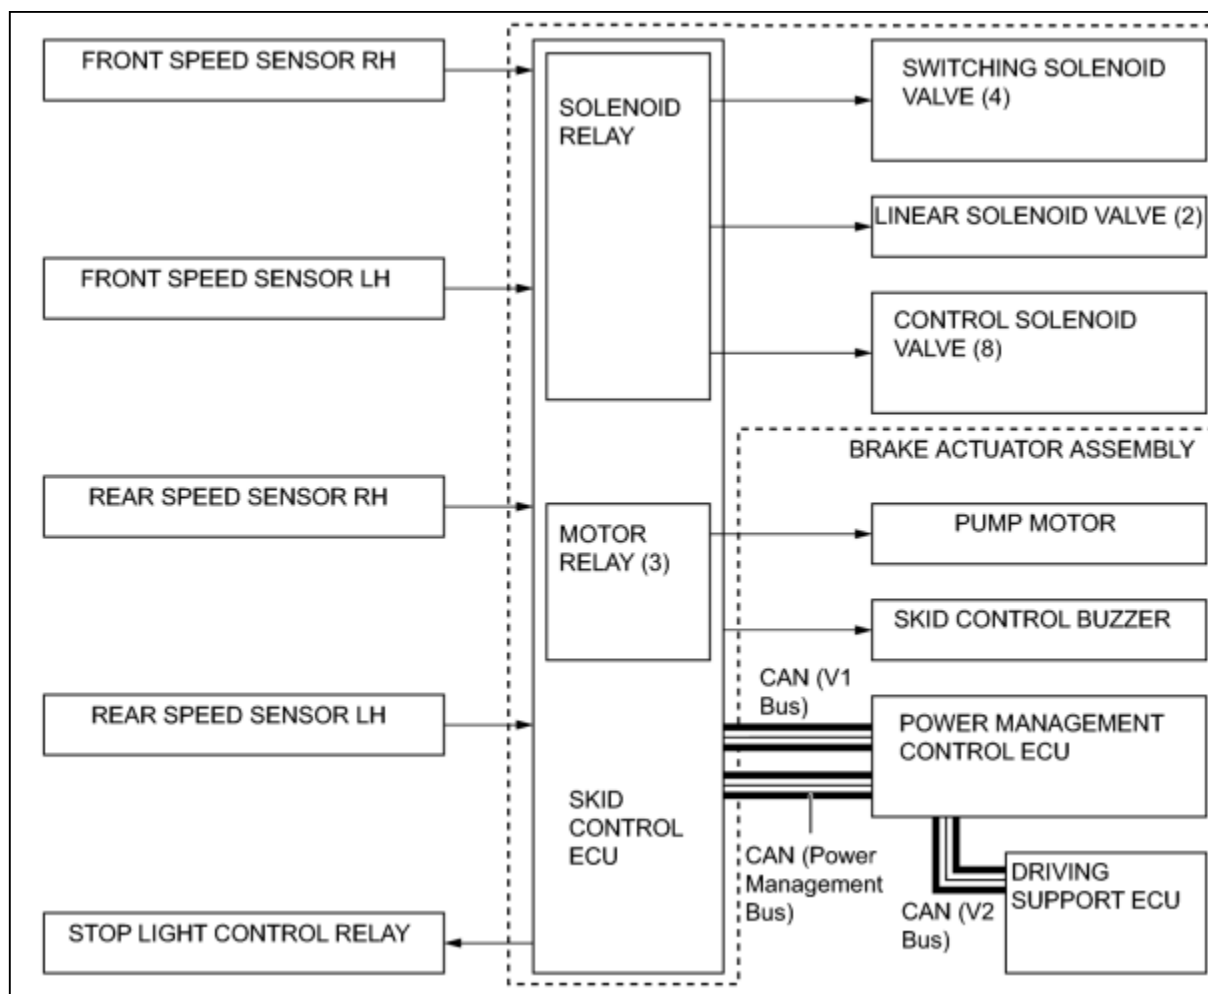 FRONT SPEED SENSOR RH
FRONT SPEED SENSOR LH
REAR SPEED SENSOR RH
REAR SPEED SENSOR LH
STOP LIGHT CONTROL RELAY
SOLENOID
RELAY
MOTOR
RELAY (3)
SKID
CONTROL
ECU
SWITCHING SOLENOID
VALVE (4)
LINEAR SOLENOID VALVE (2)
CONTROL SOLENOID
VALVE (8)
BRAKE ACTUATOR ASSEMBLY
PUMP MOTOR
SKID CONTROL BUZZER
CAN (V1
Bus)
POWER MANAGEMENT
CONTROL ECU
CAN (Power
Management
Bus)
CAN (V2
Bus)
DRIVING
SUPPORT ECU